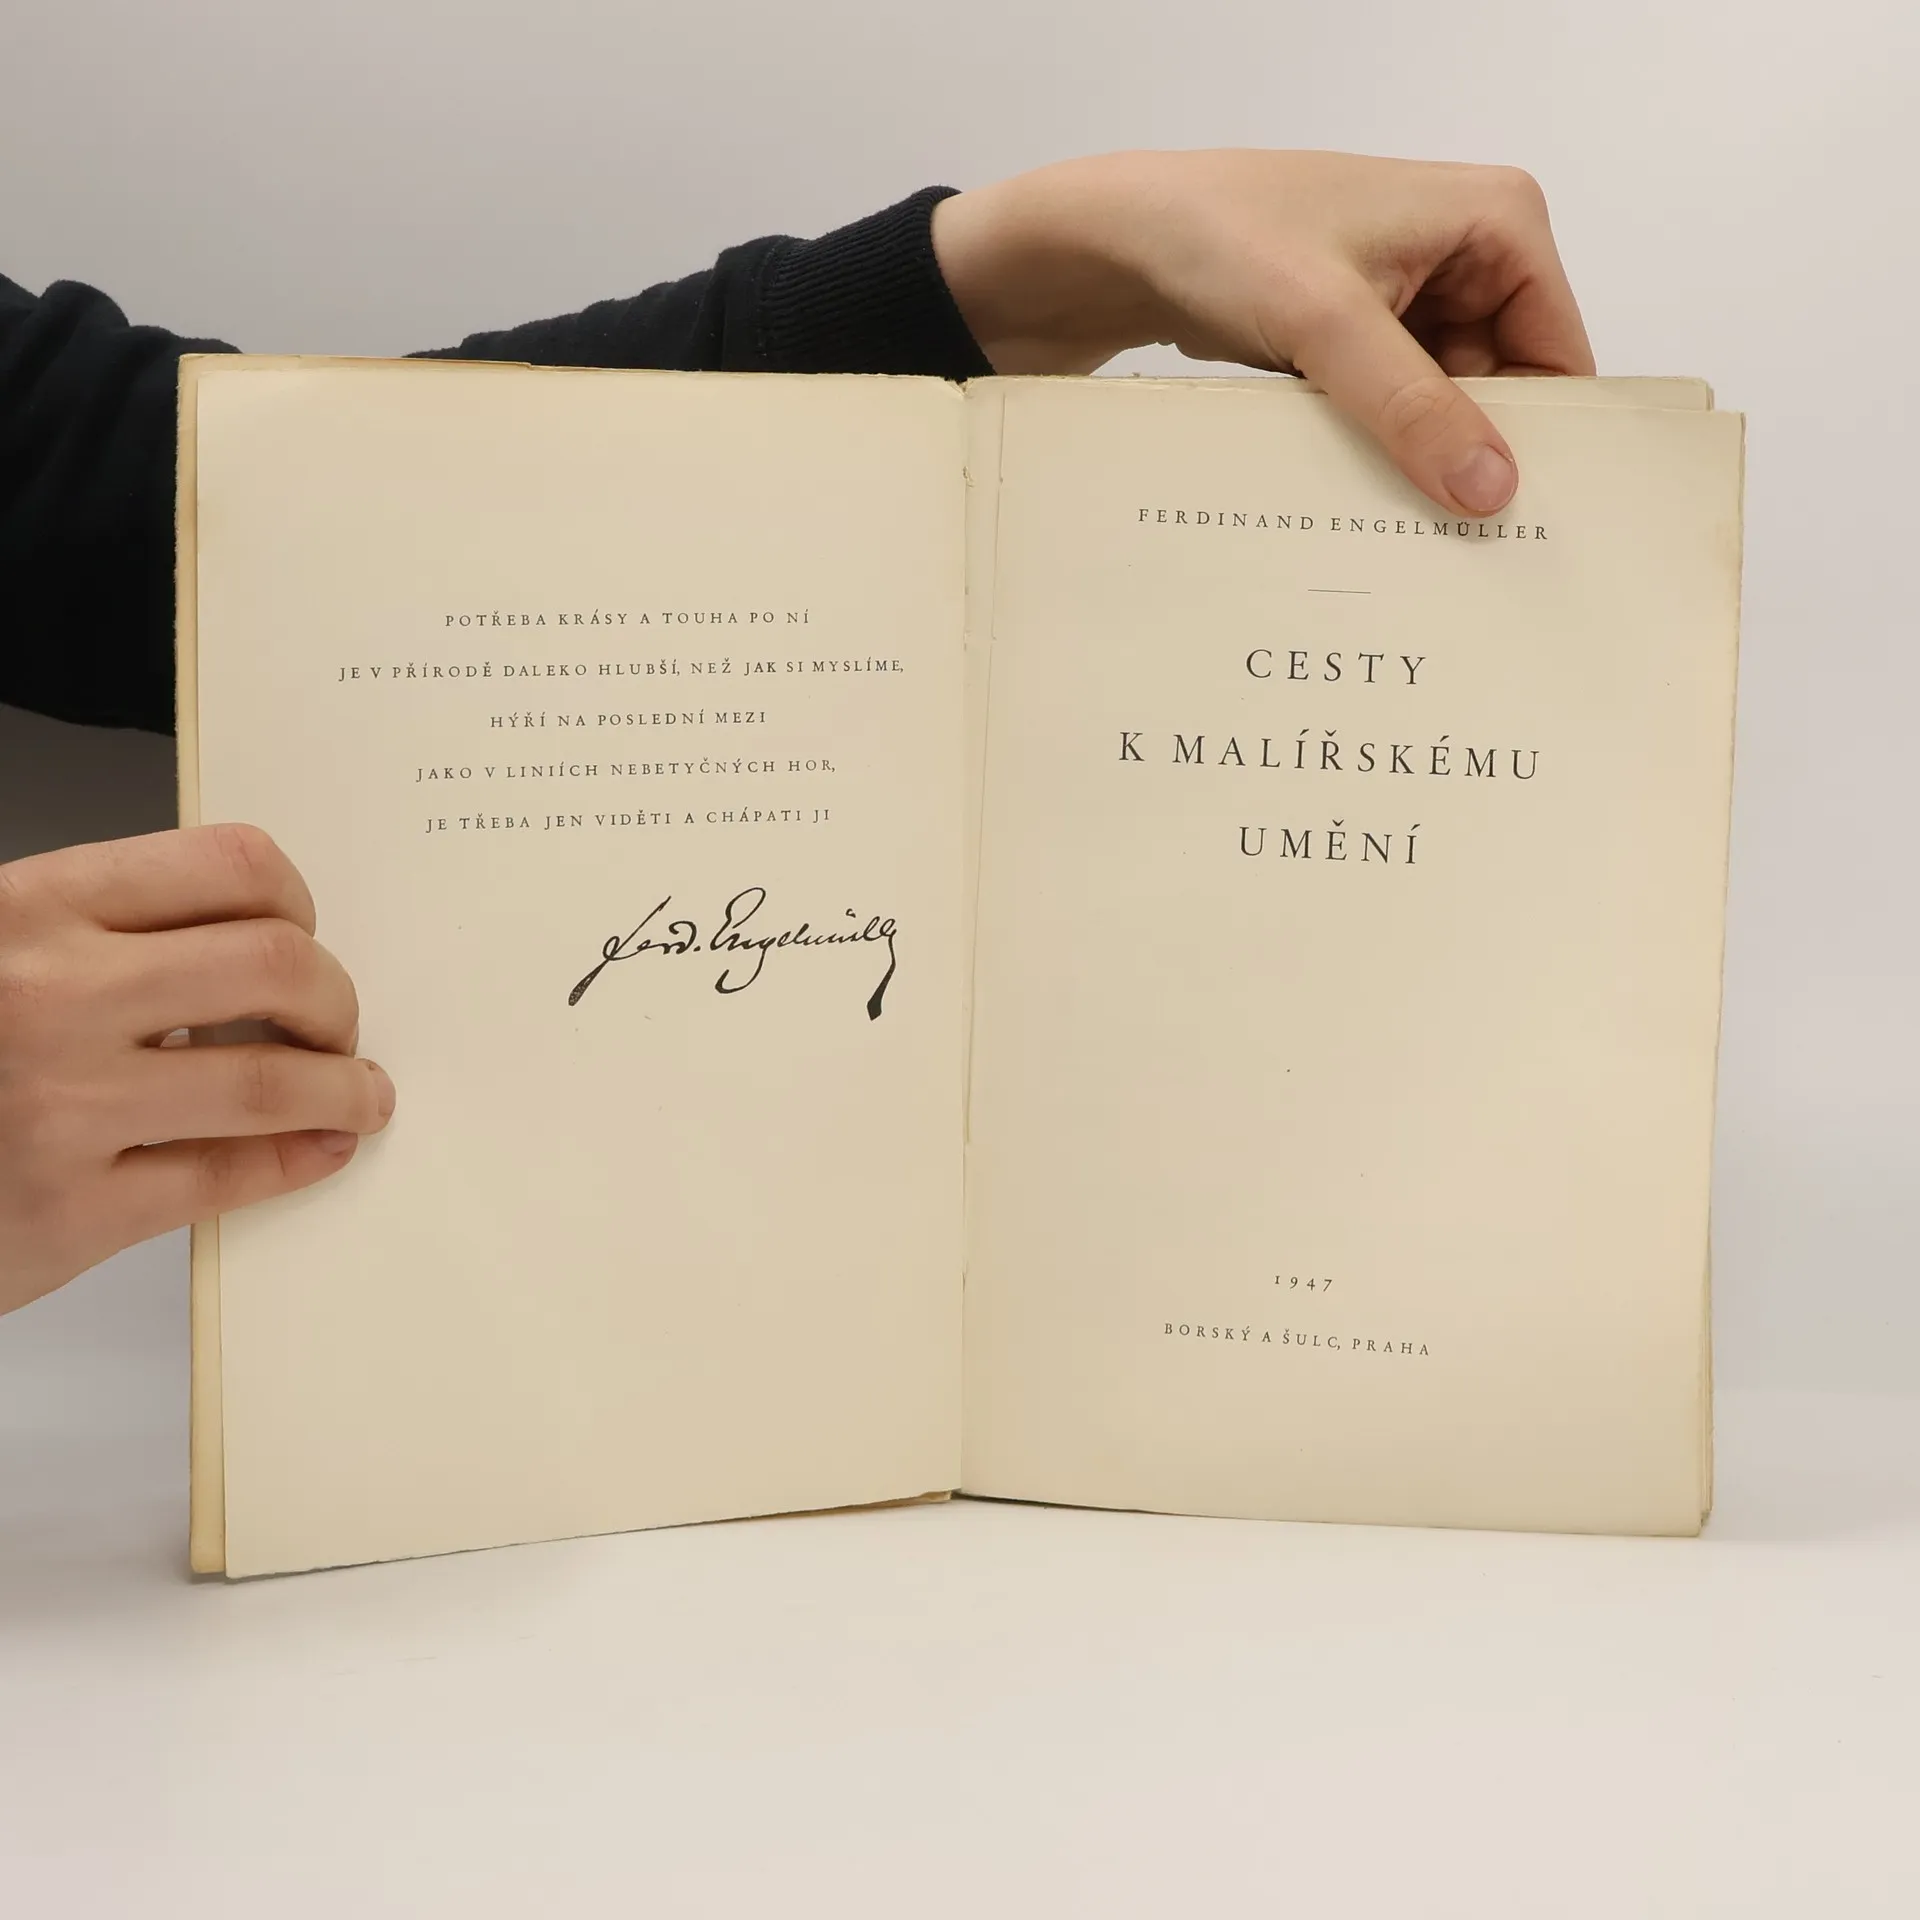 POTŘEBA KRÁSY A TOUHA PO NÍ
JE V PŘÍRODĚ DALEKO HLUBŠÍ, NEŽ JAK SI MYSLÍME,
HÝŘÍ NA POSLEDNÍ MEZI
JAKO V LINIÍCH NEBETYČNÝCH HOR,
JE TŘEBA JEN VIDĚTI A CHÁPATI JI
Ferd. Engelmüller
FERDINAND ENGELMÜLLER
CESTY
K MALÍŘSKÉMU
UMĚNÍ
1947
BORSKÝ A ŠULC, PRAHA